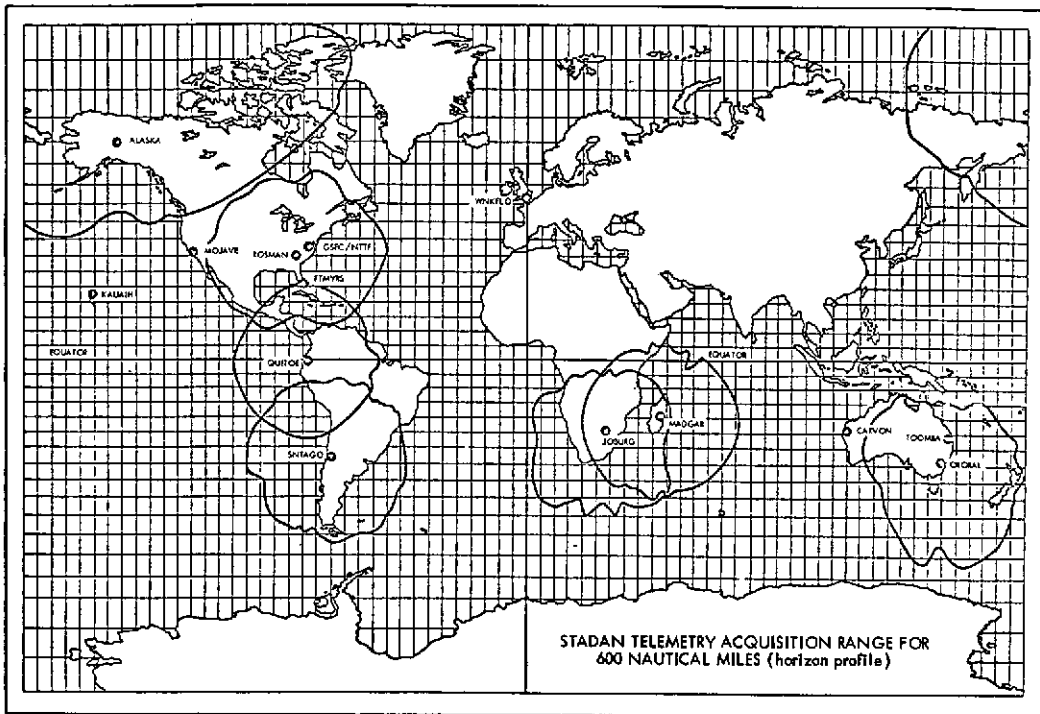 ALASKA
WNKFLD
MOJAVE
ROSMAN
GSFC/NTTF
FTMYRS
KAUAIH
EQUATOR
EQUATOR
QUITOE
MADGAR
JOBURG
CARVON
TOOMBA
SNTAGO
ORORAL
STADAN TELEMETRY ACQUISITION RANGE FOR
600 NAUTICAL MILES (horizon profile)